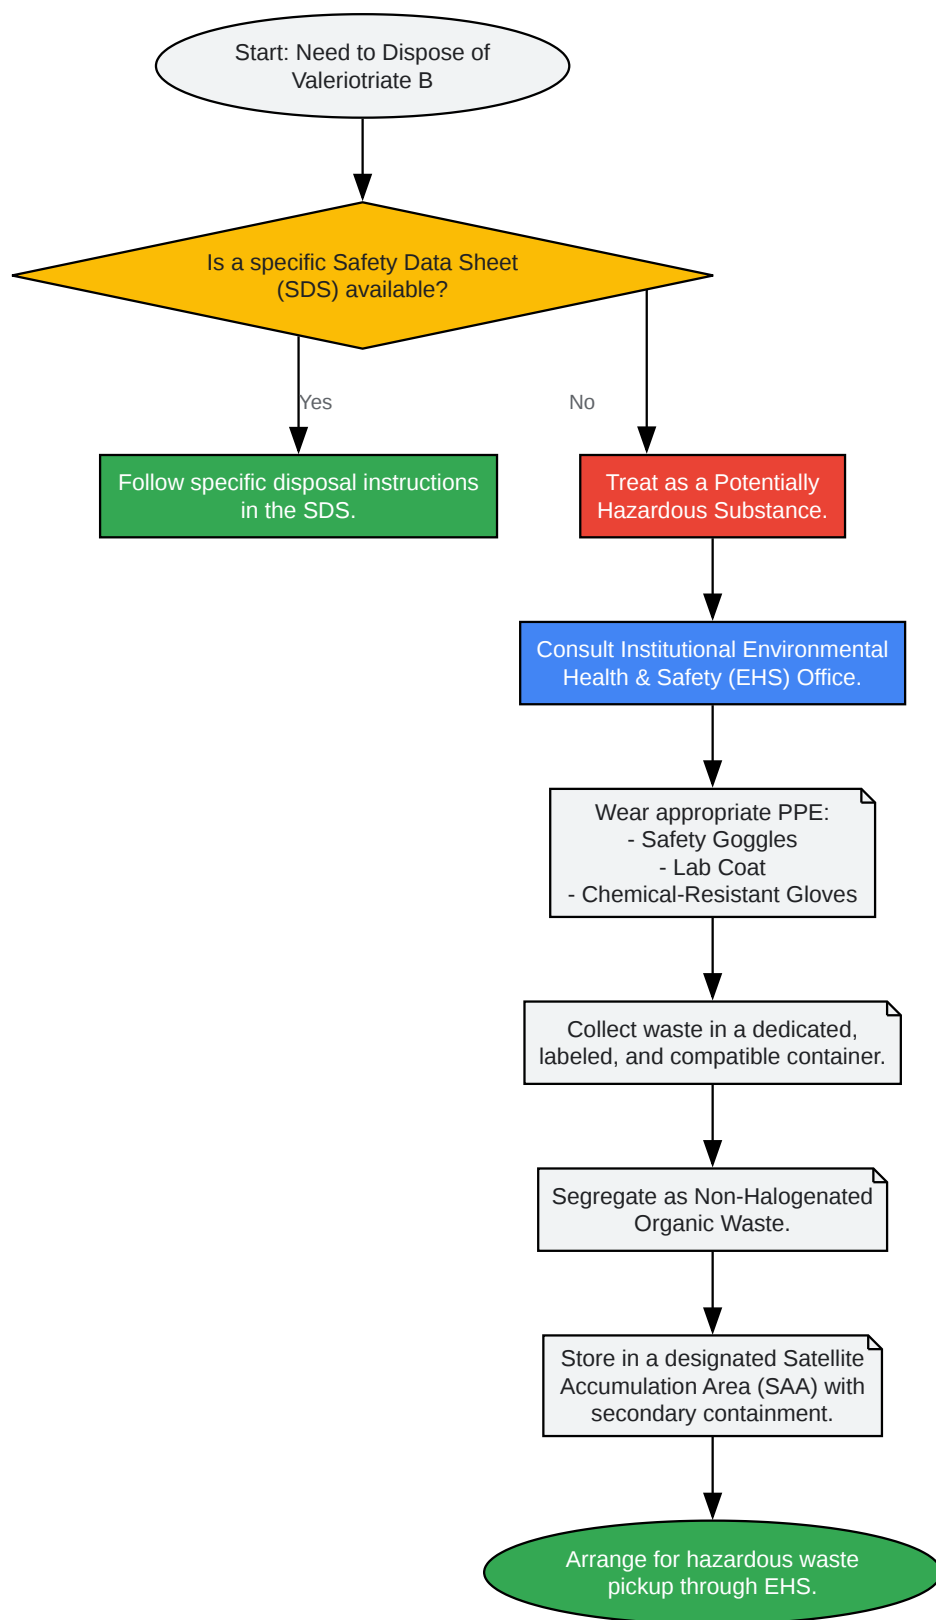 Start: Need to Dispose of
Valeriotriate B
Is a specific Safety Data Sheet
(SDS) available?
Yes
No
Follow specific disposal instructions
in the SDS.
Treat as a Potentially
Hazardous Substance.
Consult Institutional Environmental
Health & Safety (EHS) Office.
Wear appropriate PPE:
- Safety Goggles
- Lab Coat
- Chemical-Resistant Gloves
Collect waste in a dedicated,
labeled, and compatible container.
Segregate as Non-Halogenated
Organic Waste.
Store in a designated Satellite
Accumulation Area (SAA) with
secondary containment.
Arrange for hazardous waste
pickup through EHS.